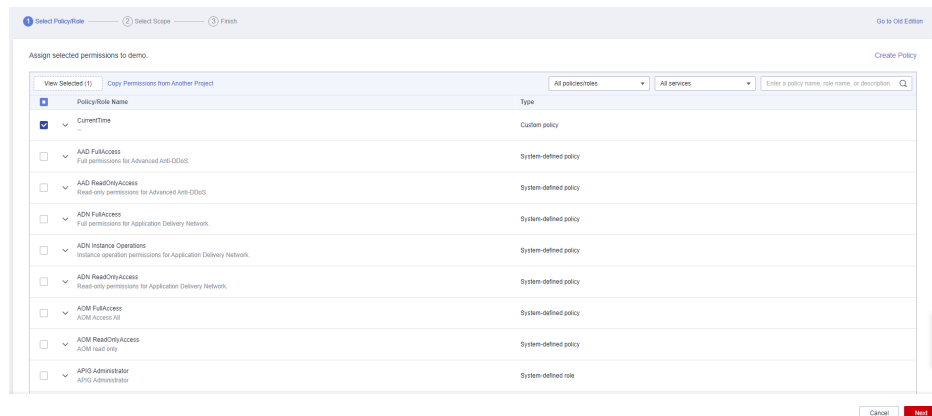 1 Select Policy/Role 2 Select Scope 3 Finish Go to Old Edition
Assign selected permissions to demo. Create Policy
View Selected (1) Copy Permissions from Another Project All policies/roles All services Enter a policy name, role name, or description.
Policy/Role Name Type
CurrentTime
--
Custom policy
AAD FullAccess
Full permissions for Advanced Anti-DDoS.
System-defined policy
AAD ReadOnlyAccess
Read-only permissions for Advanced Anti-DDoS.
System-defined policy
ADN FullAccess
Full permissions for Application Delivery Network.
System-defined policy
ADN Instance Operations
Instance operation permissions for Application Delivery Network.
System-defined policy
ADN ReadOnlyAccess
Read-only permissions for Application Delivery Network.
System-defined policy
AOM FullAccess
AOM Access All
System-defined policy
AOM ReadOnlyAccess
AOM read only
System-defined policy
APIG Administrator
APIG Administrator
System-defined role
Cancel Next